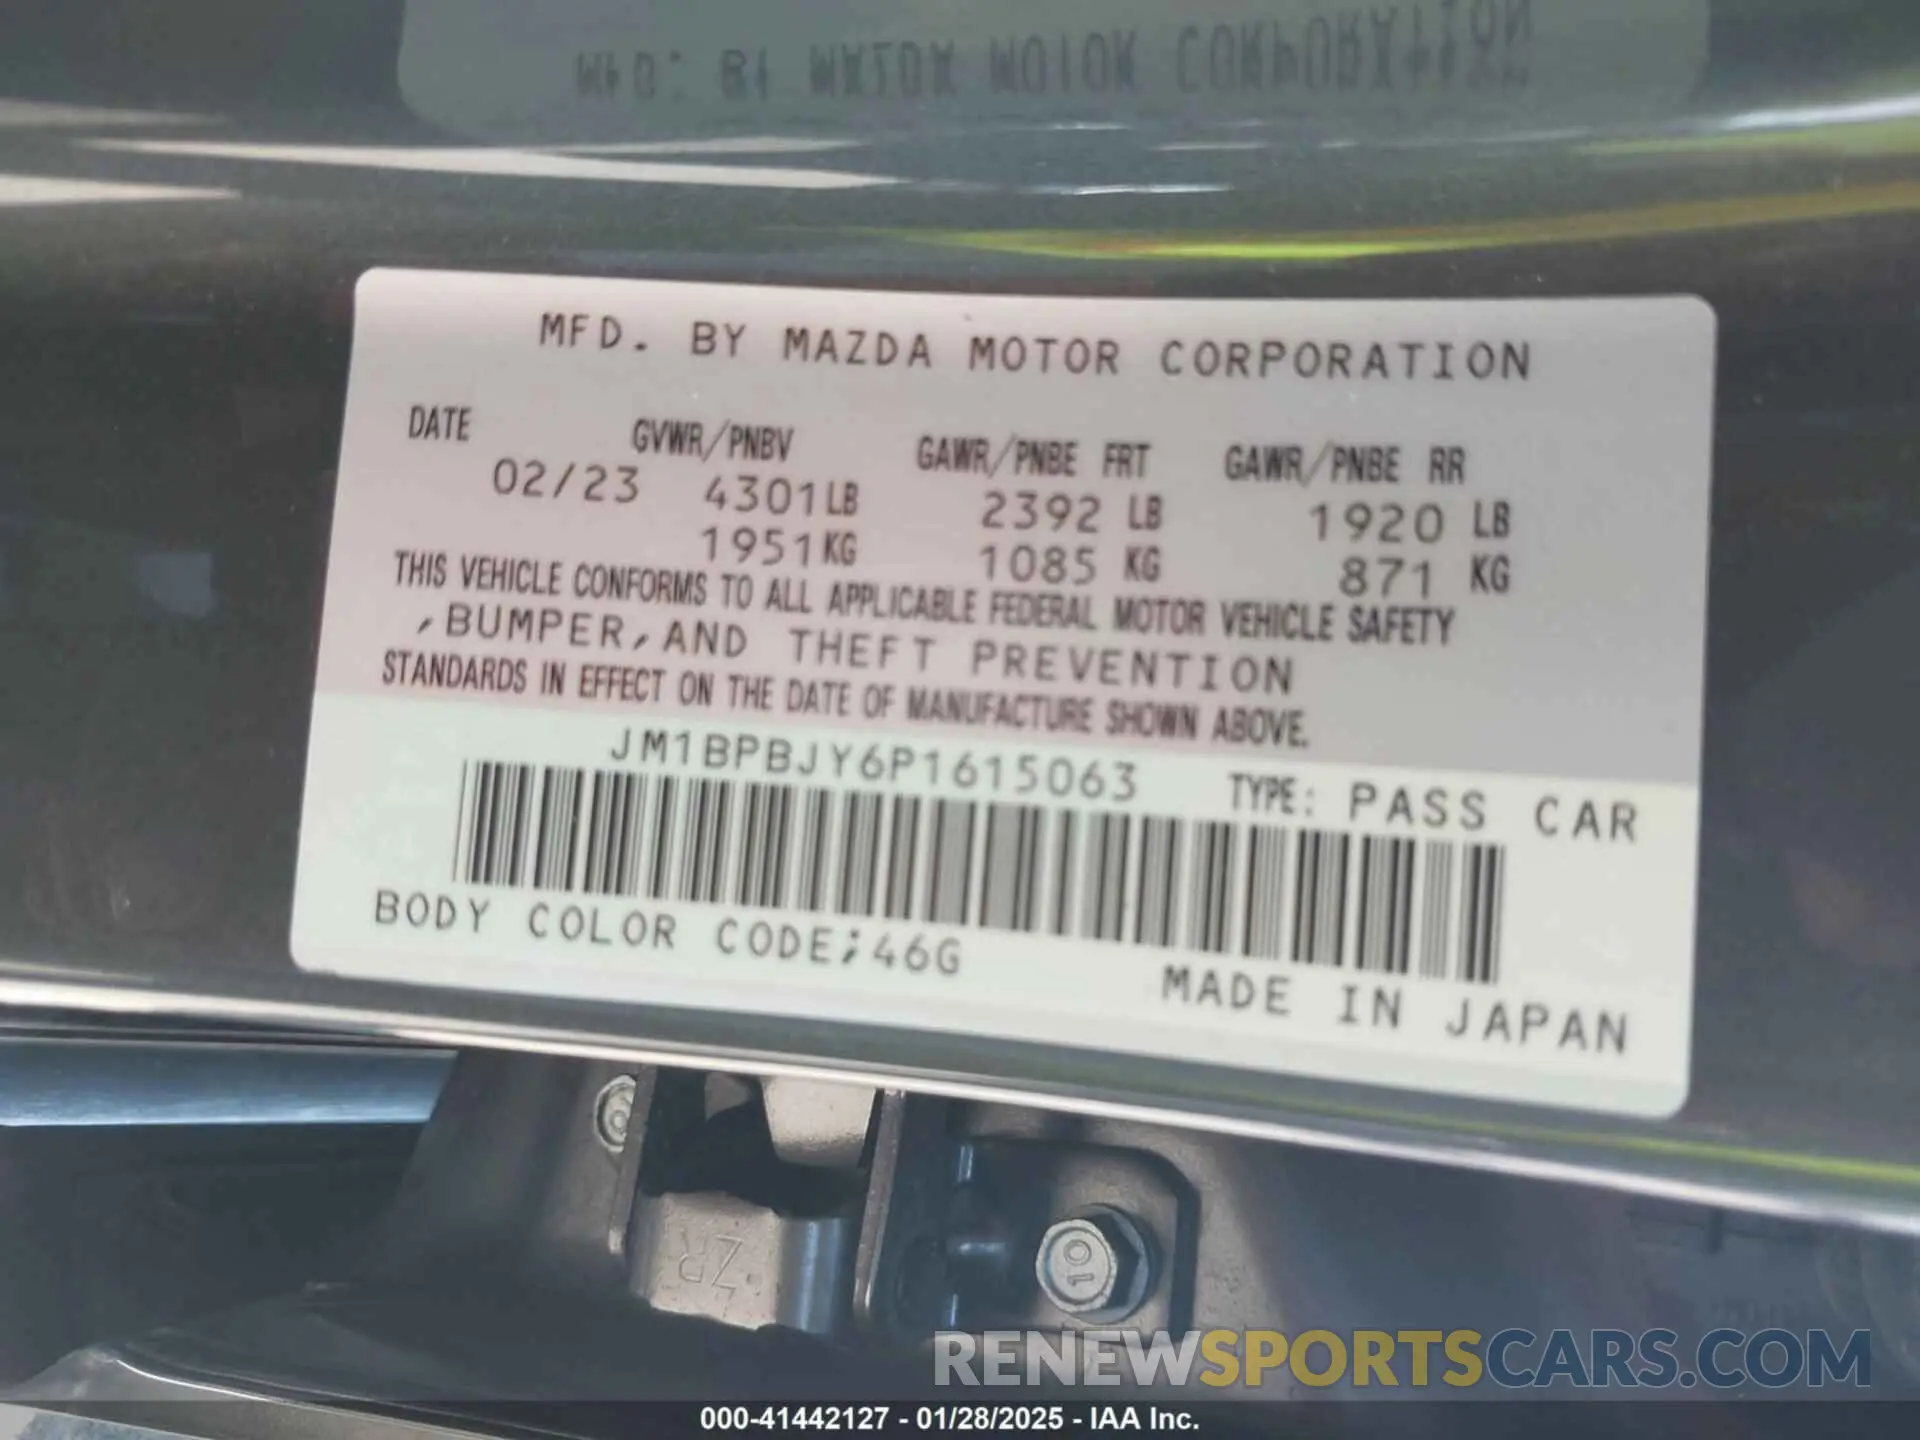 MFD. BY MAZDA MOTOR CORPORATION
DATE GVWR/PNBV GAWR/PNBE FRT GAWR/PNBE RR
02/23 4301LB 2392 LB 1920 LB
1951KG 1085 KG 871 KG
THIS VEHICLE CONFORMS TO ALL APPLICABLE FEDERAL MOTOR VEHICLE SAFETY
,BUMPER,AND THEFT PREVENTION
STANDARDS IN EFFECT ON THE DATE OF MANUFACTURE SHOWN ABOVE.
JM1BPBJY6P1615063 TYPE: PASS CAR
BODY COLOR CODE;46G
MADE IN JAPAN
10
RENEWSPORTSCARS.COM
000-41442127 - 01/28/2025 - IAA Inc.